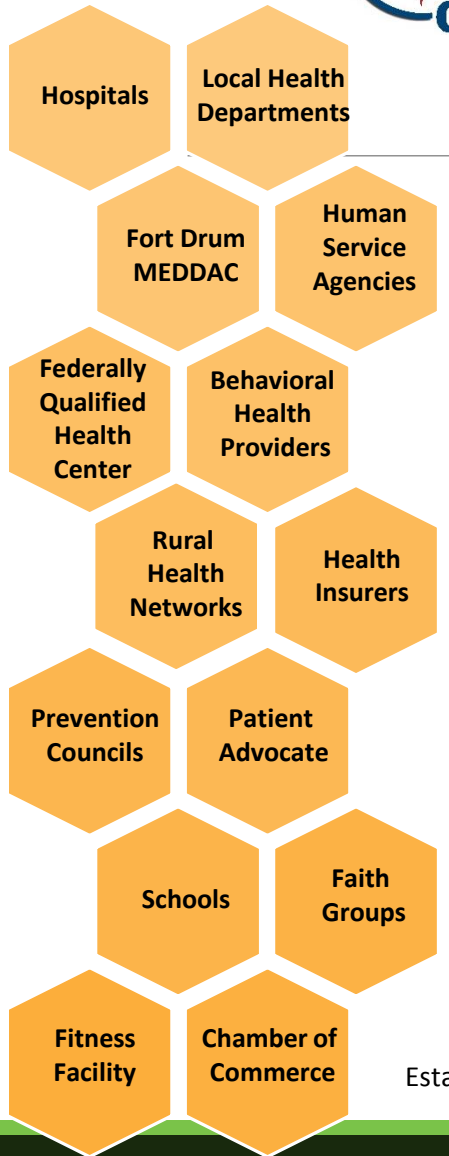 Hospitals
Local Health
Departments
Fort Drum
MEDDAC
Human
Service
Agencies
Federally
Qualified
Health
Center
Behavioral
Health
Providers
Rural
Health
Networks
Health
Insurers
Prevention
Councils
Patient
Advocate
Schools
Faith
Groups
Fitness
Facility
Chamber of
Commerce
Esta